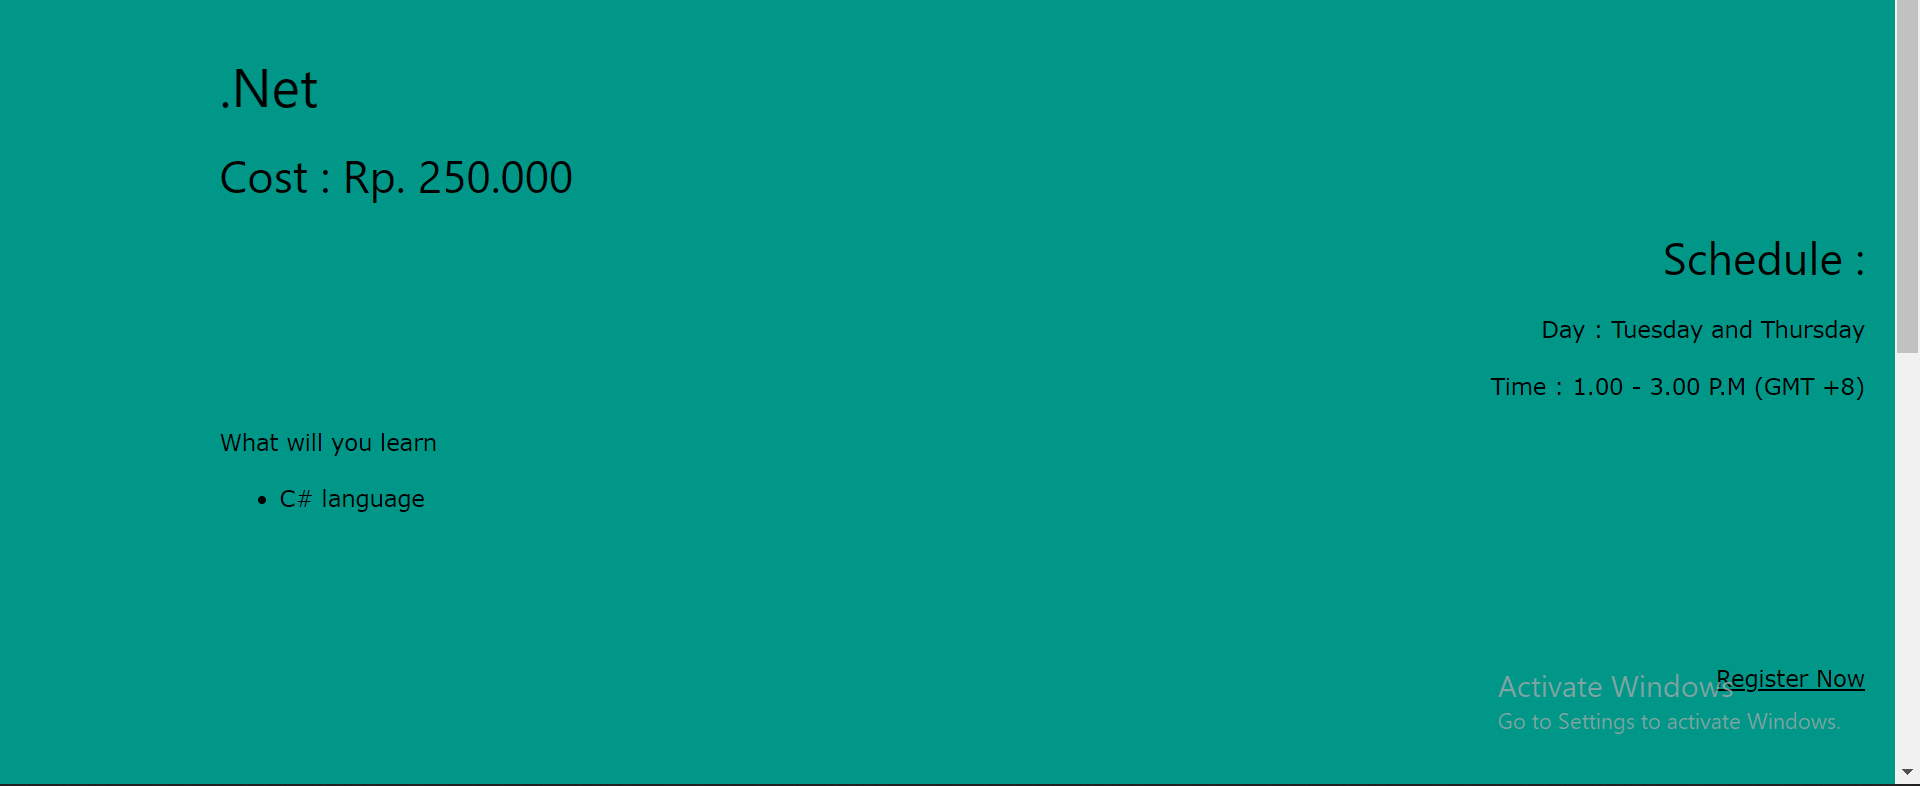 .Net
Cost : Rp. 250.000
Schedule :
Day : Tuesday and Thursday
Time : 1.00 - 3.00 P.M (GMT +8)
What will you learn
• C# language
Register Now
Activate Windows
Go to Settings to activate Windows.